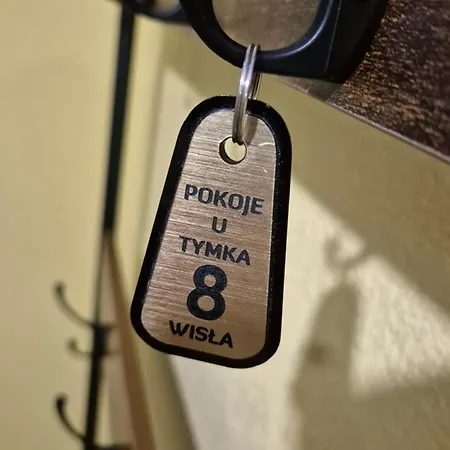 POKOJE
U
TYMKA
8
WISŁA